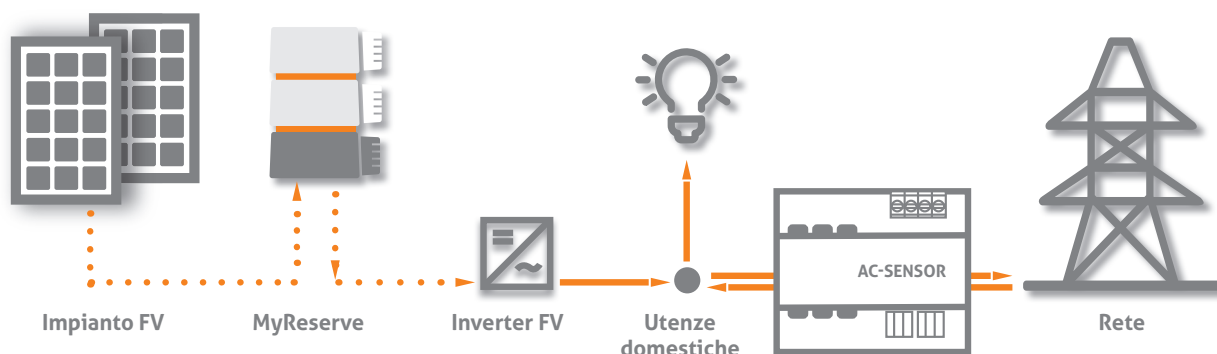 AC-SENSOR
Impianto FV
MyReserve
Inverter FV
Utenze
domestiche
Rete